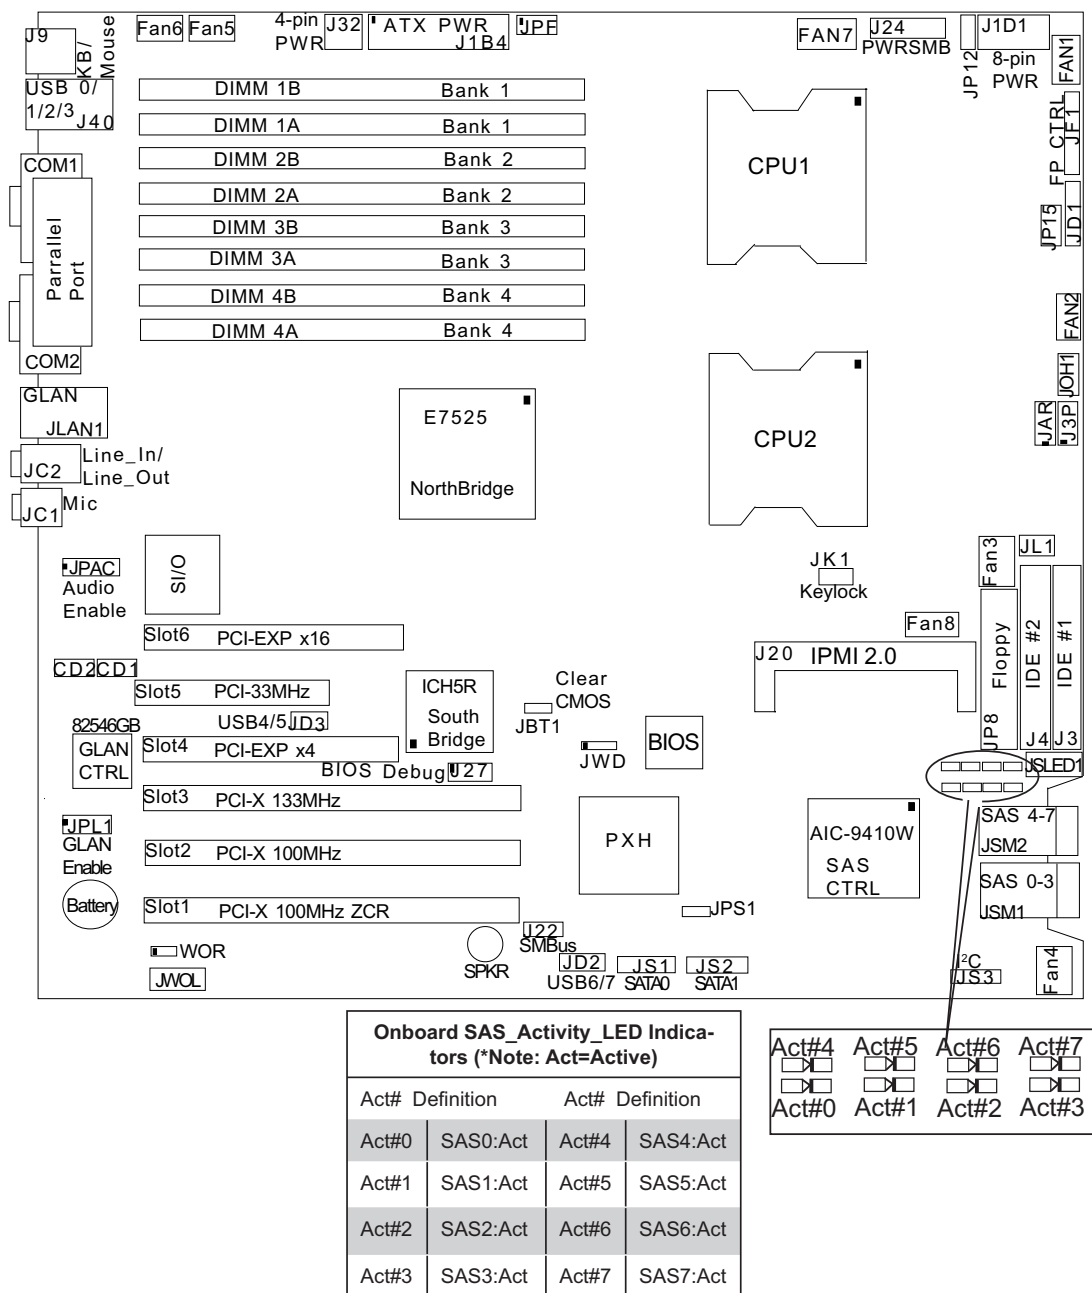 J9
KB/
Mouse
Fan6
Fan5
4-pin
PWR
J32
ATX PWR
J1B4
JPF
FAN7
J24
PWRSMB
JP12
J1D1
8-pin
PWR
FAN1
USB 0/
1/2/3
J40
FP CTRL
JF1
DIMM 1B Bank 1
DIMM 1A Bank 1
DIMM 2B Bank 2
DIMM 2A Bank 2
DIMM 3B Bank 3
DIMM 3A Bank 3
DIMM 4B Bank 4
DIMM 4A Bank 4
CPU1
COM1
Parrallel
Port
COM2
JP15
JD1
FAN2
JOH1
JAR
J3P
GLAN
JLAN1
E7525
NorthBridge
CPU2
JC2
Line_In/
Line_Out
JC1
Mic
JPAC
Audio
Enable
SI/O
JK1
Keylock
Fan3
JL1
Fan8
Floppy
JP8
IDE #2
J4
IDE #1
J3
Slot6 PCI-EXP x16
J20 IPMI 2.0
CD2
CD1
Slot5 PCI-33MHz
ICH5R
South
Bridge
Clear
CMOS
JBT1
82546GB
GLAN
CTRL
USB4/5
JD3
Slot4 PCI-EXP x4
JWD
BIOS
BIOS Debug
J27
JSLED1
Slot3 PCI-X 133MHz
JPL1
GLAN
Enable
PXH
AIC-9410W
SAS
CTRL
SAS 4-7
JSM2
Slot2 PCI-X 100MHz
Battery
SAS 0-3
JSM1
Slot1 PCI-X 100MHz ZCR
JPS1
J22
SMBus
WOR
JWOL
SPKR
JD2
USB6/7
JS1
SATA0
JS2
SATA1
I²C
JS3
Fan4
Onboard SAS_Activity_LED Indica-
tors (*Note: Act=Active)
Act# Definition Act# Definition
Act#0 SAS0:Act Act#4 SAS4:Act
Act#1 SAS1:Act Act#5 SAS5:Act
Act#2 SAS2:Act Act#6 SAS6:Act
Act#3 SAS3:Act Act#7 SAS7:Act
Act#4 Act#5 Act#6 Act#7
Act#0 Act#1 Act#2 Act#3